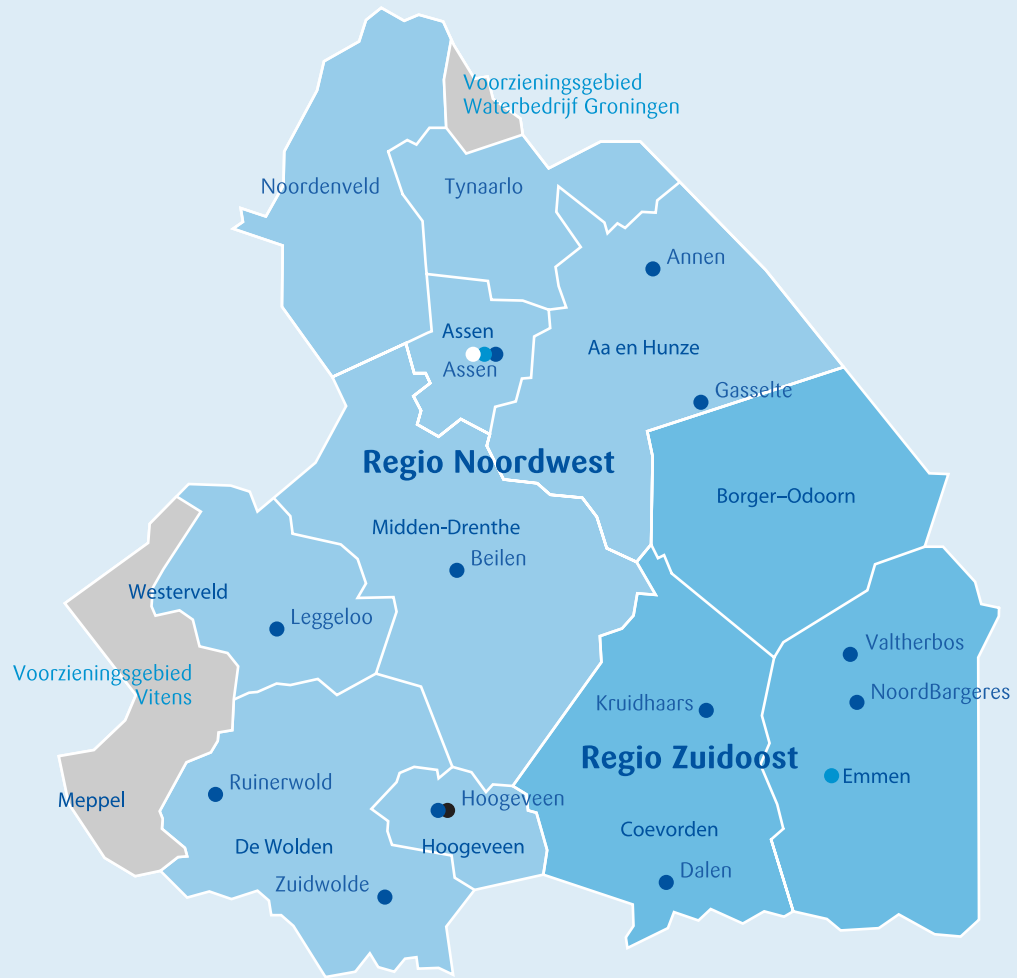 Voorzieningsgebied
Waterbedrijf Groningen
Noordenveld
Tynaarlo
Annen
Assen
Assen
Aa en Hunze
Gasselte
Regio Noordwest
Borger–Odoorn
Midden-Drenthe
Beilen
Westerveld
Leggeloo
Valtherbos
Voorzieningsgebied
Vitens
NoordBargeres
Kruidhaars
Regio Zuidoost
Emmen
Ruinerwold
Meppel
Hoogeveen
Coevorden
De Wolden
Hoogeveen
Dalen
Zuidwolde